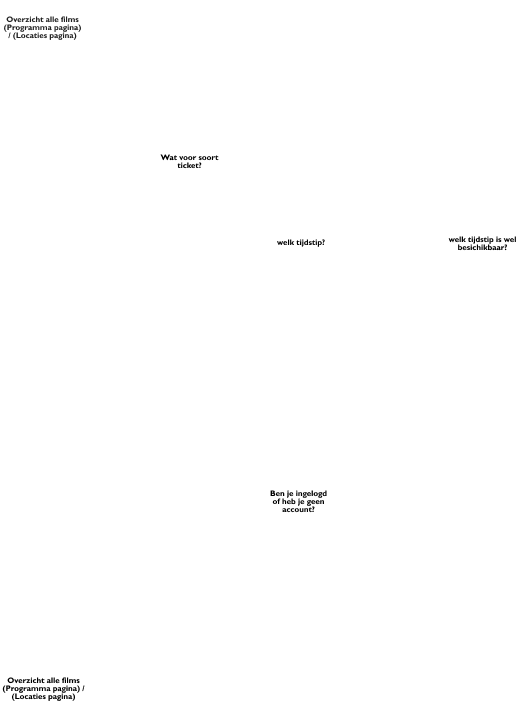 Overzicht alle films
(Programma pagina)
/ (Locaties pagina)
Wat voor soort
ticket?
welk tijdstip?
welk tijdstip is wel
besichikbaar?
Ben je ingelogd
of heb je geen
account?
Overzicht alle films
(Programma pagina) /
(Locaties pagina)